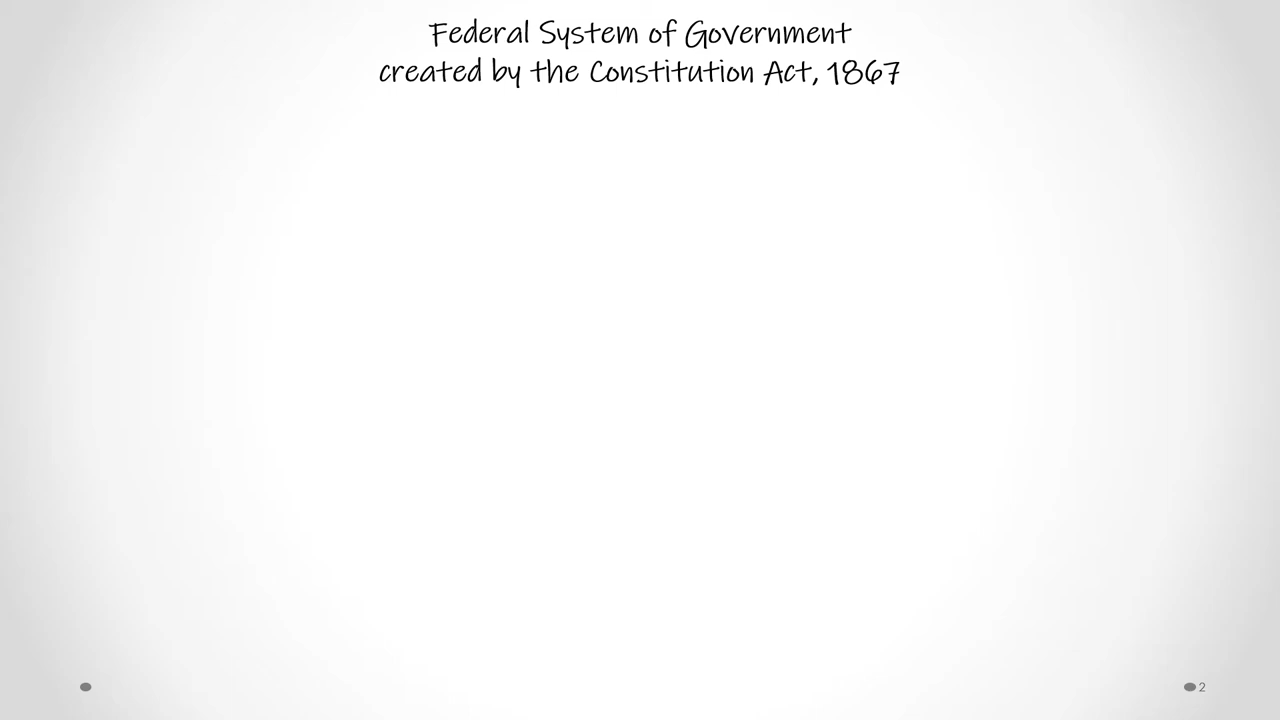 Federal System of Government
created by the Constitution Act, 1867
2